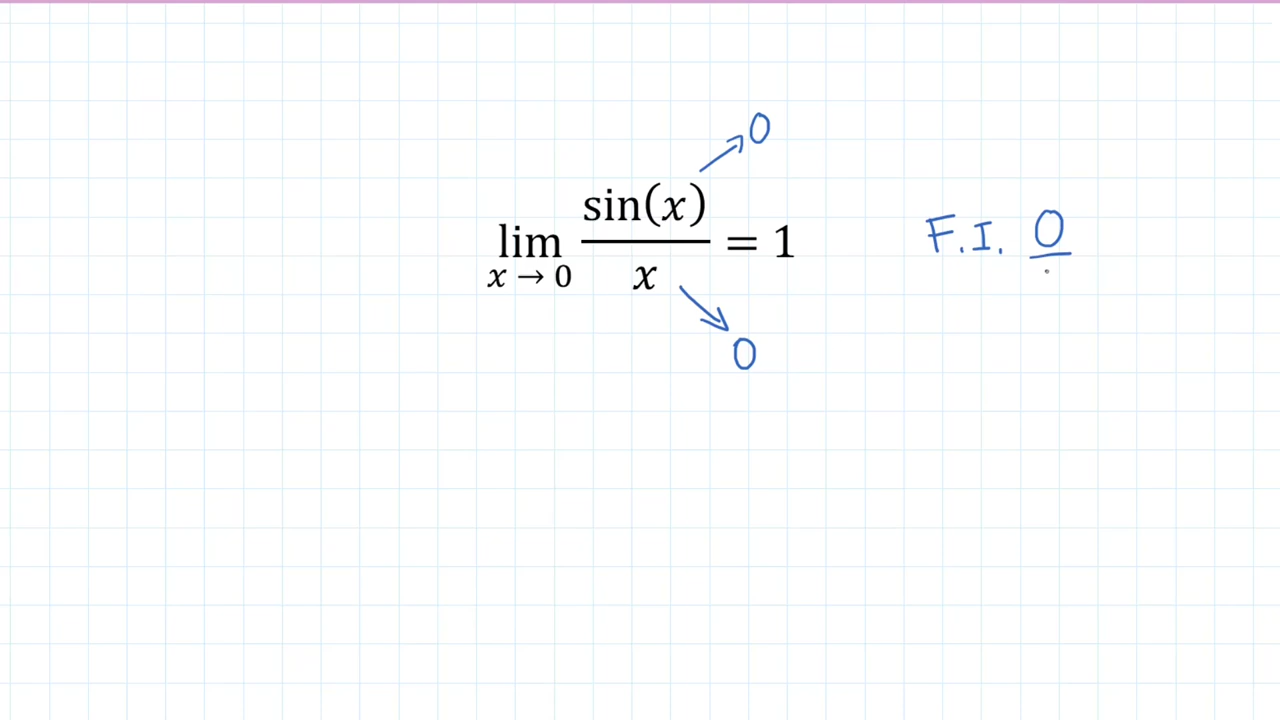 0
lim x → 0 sin(x) / x = 1
F.I. 0
0